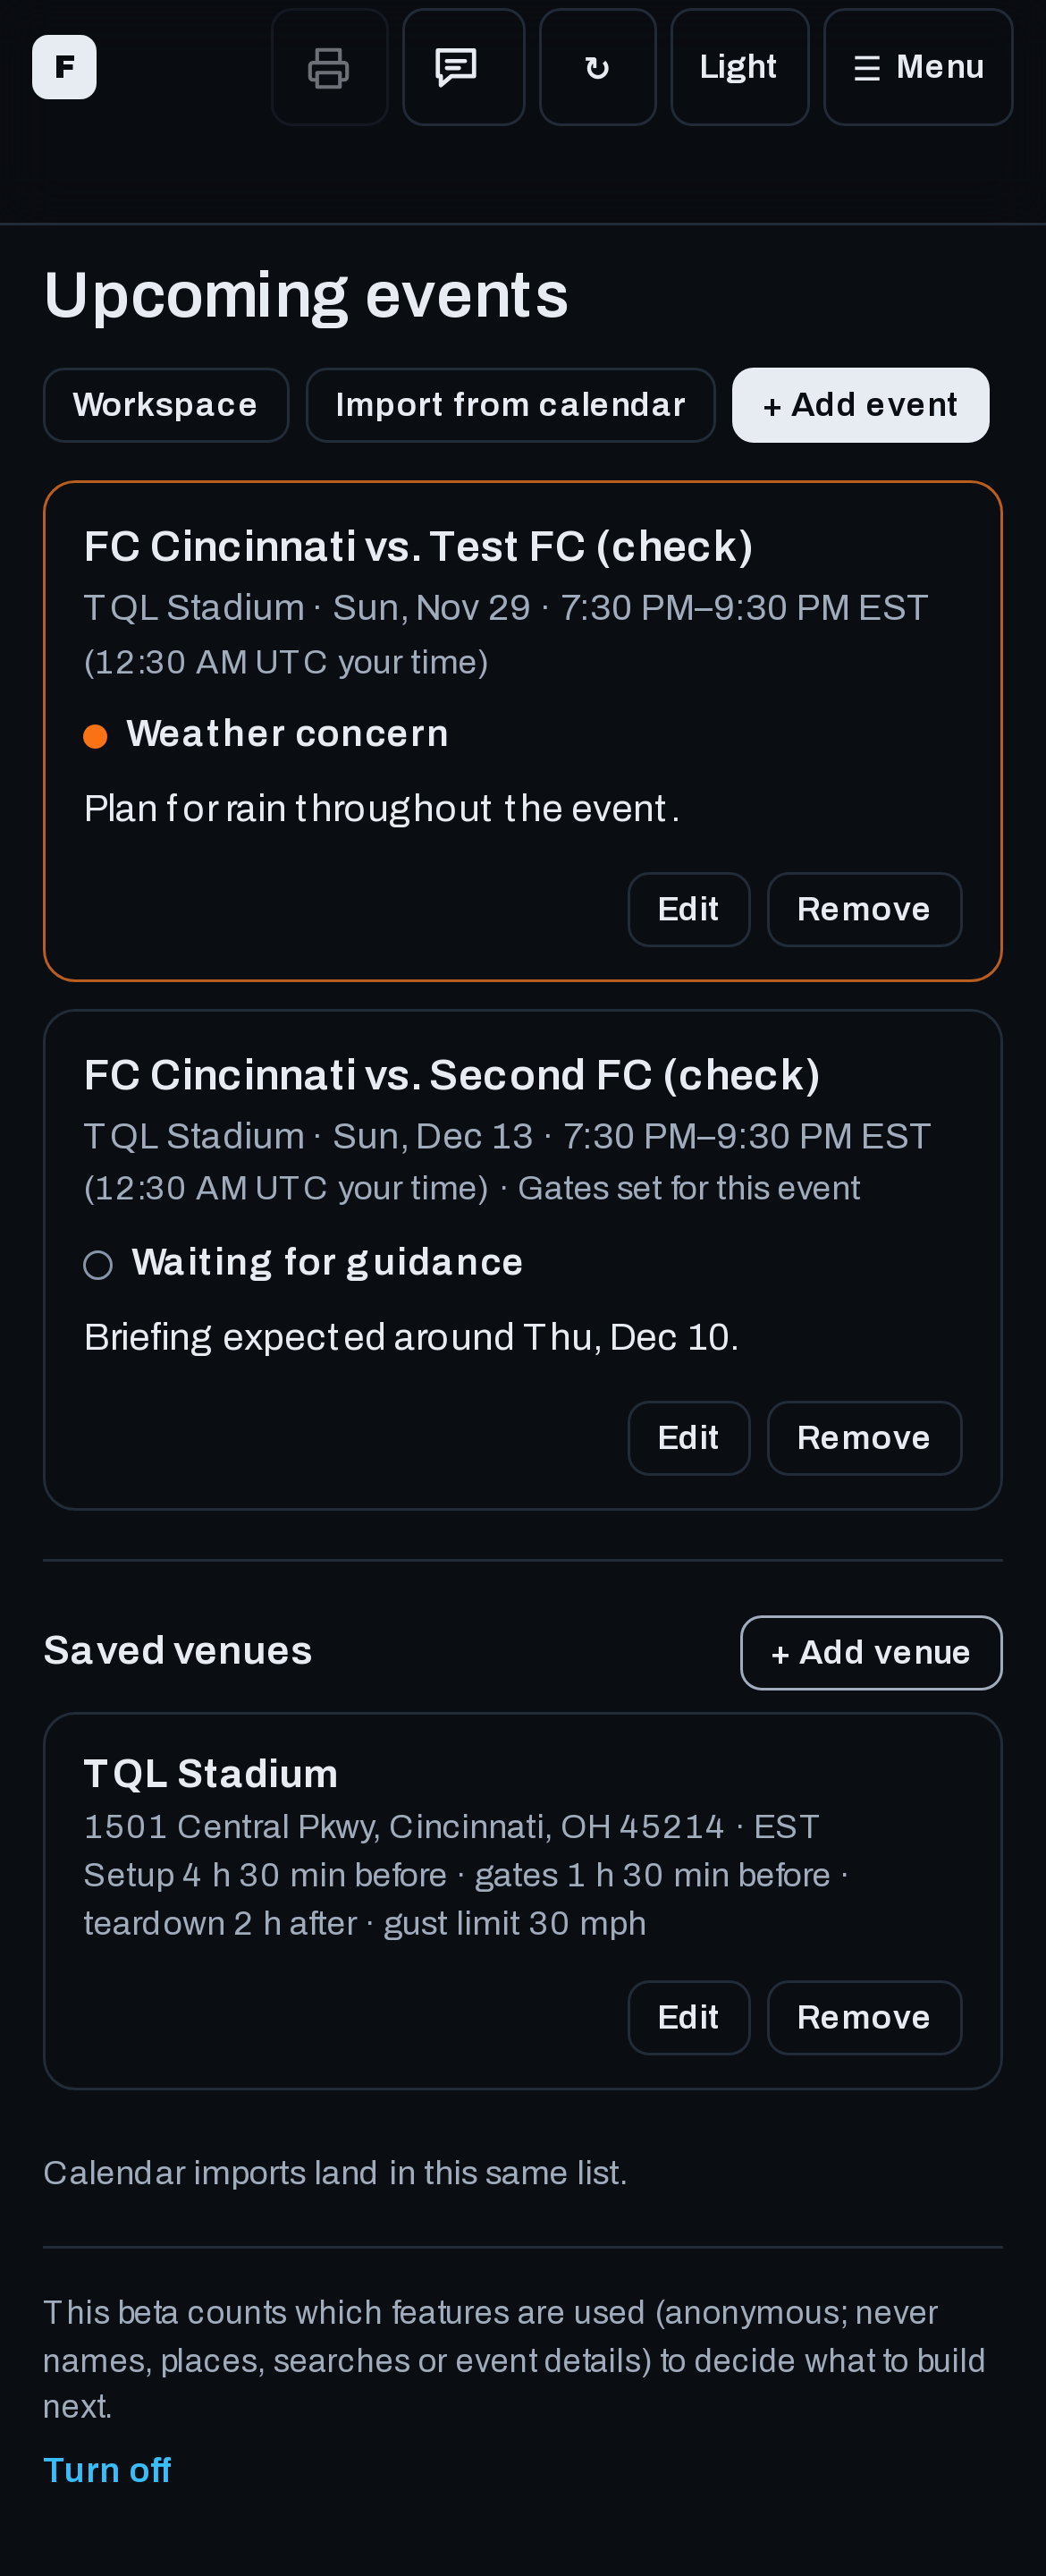 F
↻
Light
☰ Menu
Upcoming events
Workspace
Import from calendar
+ Add event
FC Cincinnati vs. Test FC (check)
TQL Stadium · Sun, Nov 29 · 7:30 PM–9:30 PM EST
(12:30 AM UTC your time)
Weather concern
Plan for rain throughout the event.
Edit
Remove
FC Cincinnati vs. Second FC (check)
TQL Stadium · Sun, Dec 13 · 7:30 PM–9:30 PM EST
(12:30 AM UTC your time) · Gates set for this event
Waiting for guidance
Briefing expected around Thu, Dec 10.
Edit
Remove
Saved venues
+ Add venue
TQL Stadium
1501 Central Pkwy, Cincinnati, OH 45214 · EST
Setup 4 h 30 min before · gates 1 h 30 min before ·
teardown 2 h after · gust limit 30 mph
Edit
Remove
Calendar imports land in this same list.
This beta counts which features are used (anonymous; never
names, places, searches or event details) to decide what to build
next.
Turn off